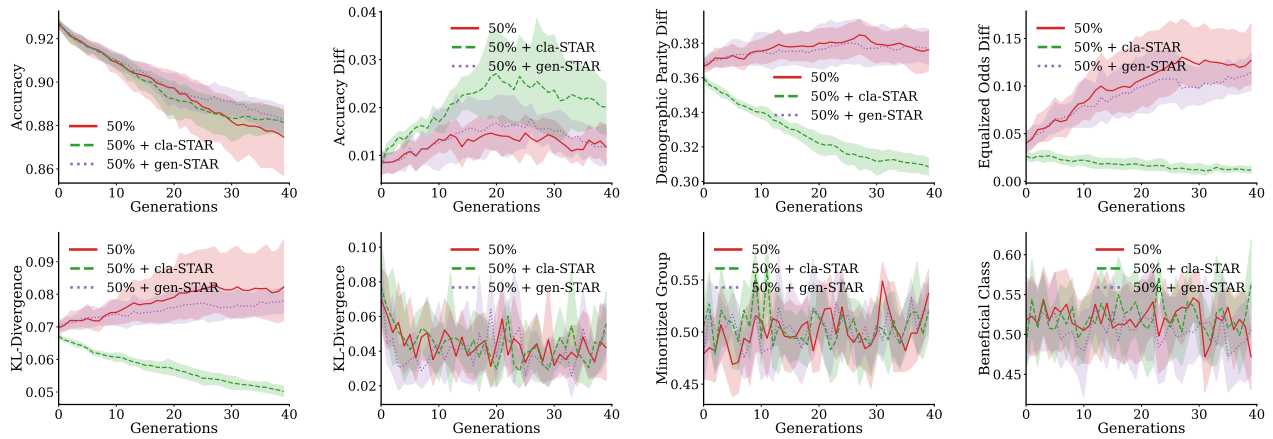 Accuracy
0.92
0.90
0.88
0.86
50%
50% + cla-STAR
50% + gen-STAR
0 10 20 30 40
Generations
Accuracy Diff
0.04
0.03
0.02
0.01
50%
50% + cla-STAR
50% + gen-STAR
0 10 20 30 40
Generations
Demographic Parity Diff
0.38
0.36
0.34
0.32
0.30
50%
50% + cla-STAR
50% + gen-STAR
0 10 20 30 40
Generations
Equalized Odds Diff
0.15
0.10
0.05
0.00
50%
50% + cla-STAR
50% + gen-STAR
0 10 20 30 40
Generations
KL-Divergence
0.09
0.08
0.07
0.06
0.05
50%
50% + cla-STAR
50% + gen-STAR
0 10 20 30 40
Generations
KL-Divergence
0.10
0.08
0.06
0.04
0.02
50%
50% + cla-STAR
50% + gen-STAR
0 10 20 30 40
Generations
Minoritized Group
0.55
0.50
0.45
50%
50% + cla-STAR
50% + gen-STAR
0 10 20 30 40
Generations
Beneficial Class
0.60
0.55
0.50
0.45
50%
50% + cla-STAR
50% + gen-STAR
0 10 20 30 40
Generations